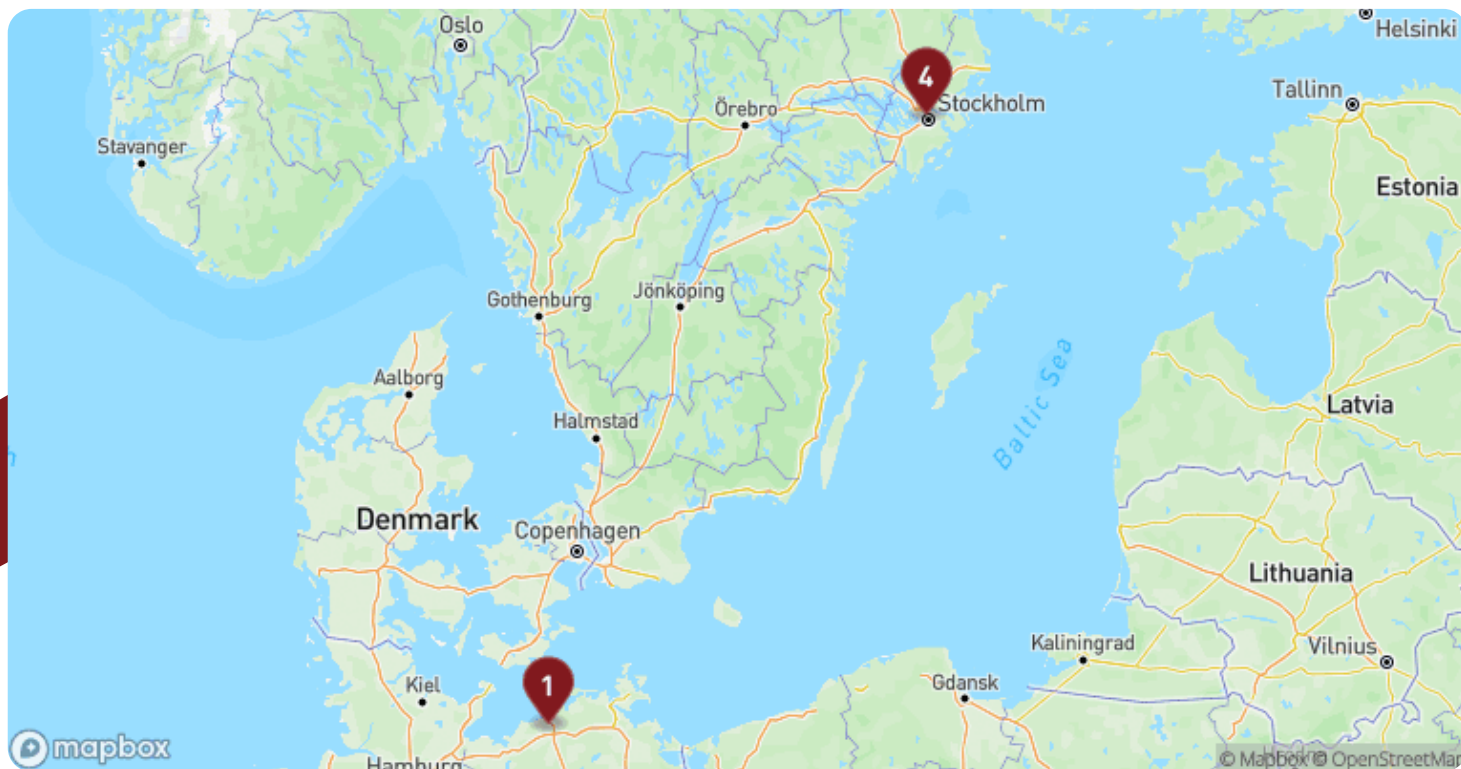 Oslo
Helsinki
4
Stockholm
Tallinn
Örebro
Stavanger
Estonia
Gothenburg
Jönköping
Baltic Sea
Aalborg
Latvia
Halmstad
Denmark
Copenhagen
Lithuania
Kaliningrad
Vilnius
1
Kiel
Gdansk
mapbox
Hamburg
© Mapbox © OpenStreetMap